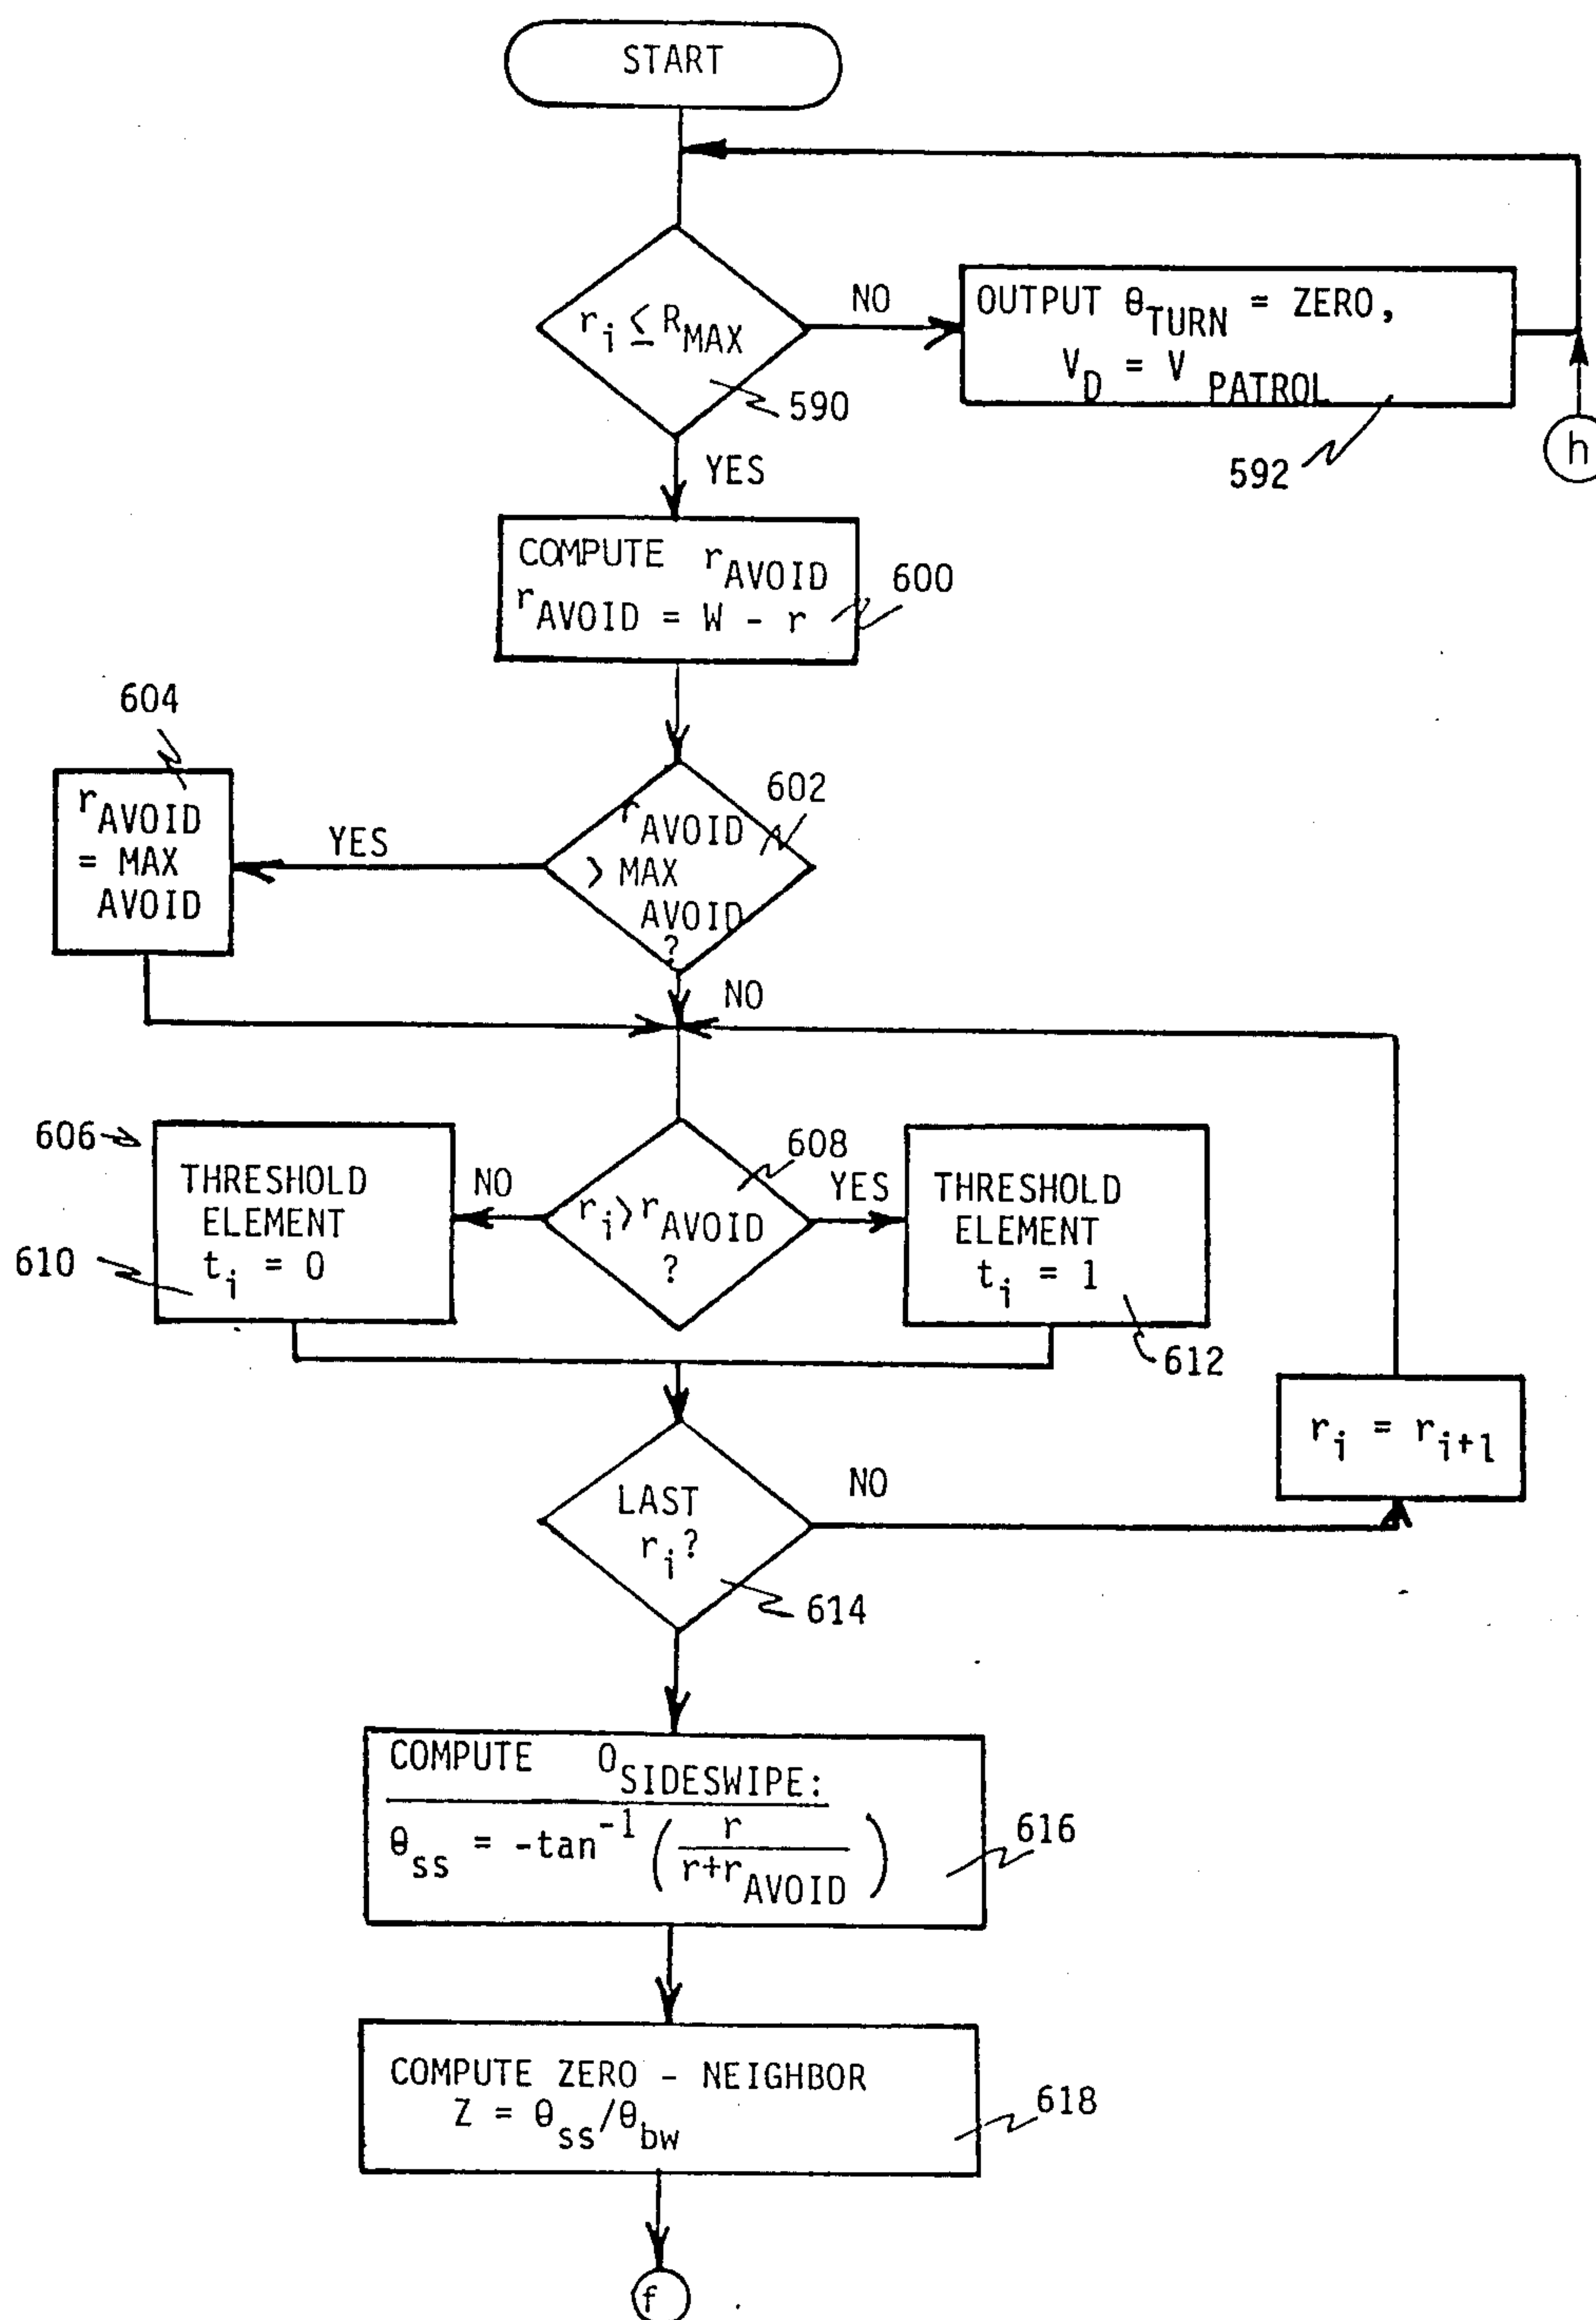 START
r_i ≤ R_MAX
NO
OUTPUT θ_TURN = ZERO,
V_D = V_PATROL
590
592
h
YES
COMPUTE r_AVOID
r_AVOID = W - r
600
604
602
r_AVOID
= MAX
AVOID
YES
r_AVOID
> MAX
AVOID
?
NO
606
608
THRESHOLD
ELEMENT
t_i = 0
NO
r_i > r_AVOID
?
YES
THRESHOLD
ELEMENT
t_i = 1
610
612
r_i = r_i+1
LAST
r_i?
NO
614
COMPUTE O_SIDESWIPE:
θ_ss = -tan^-1 (r / r+r_AVOID)
616
COMPUTE ZERO - NEIGHBOR
Z = θ_ss/θ_bw
618
f